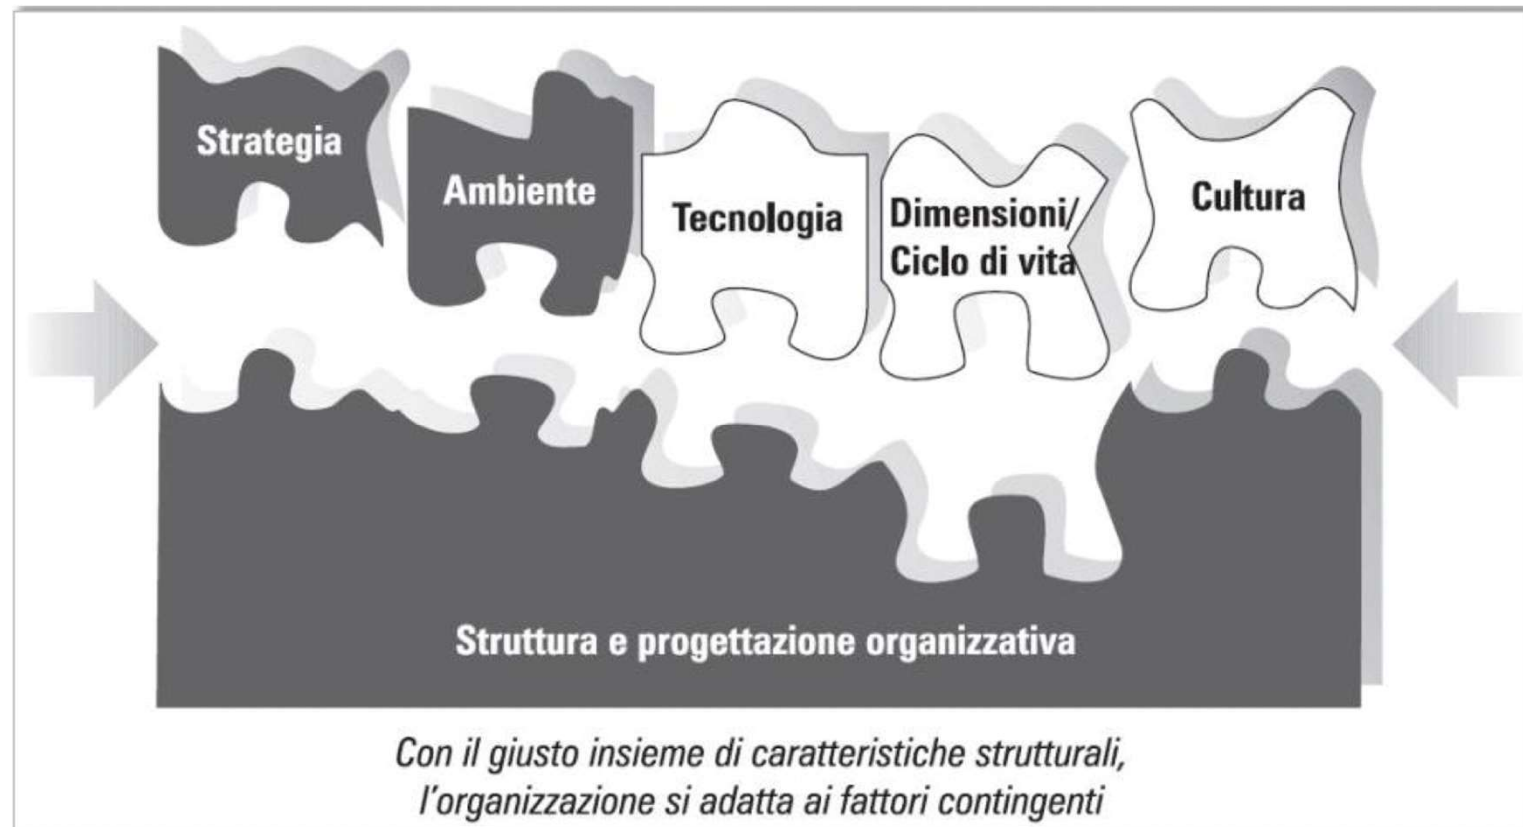 Strategia
Ambiente
Tecnologia
Dimensioni/
Ciclo di vita
Cultura
Struttura e progettazione organizzativa
Con il giusto insieme di caratteristiche strutturali,
l'organizzazione si adatta ai fattori contingenti